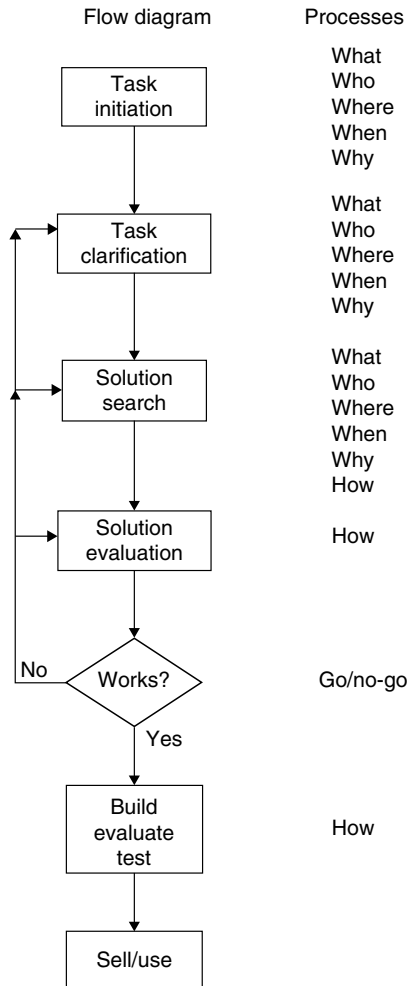 Flow diagram
Processes
Task
initiation
What
Who
Where
When
Why
Task
clarification
What
Who
Where
When
Why
Solution
search
What
Who
Where
When
Why
How
Solution
evaluation
How
No
Works?
Go/no-go
Yes
Build
evaluate
test
How
Sell/use